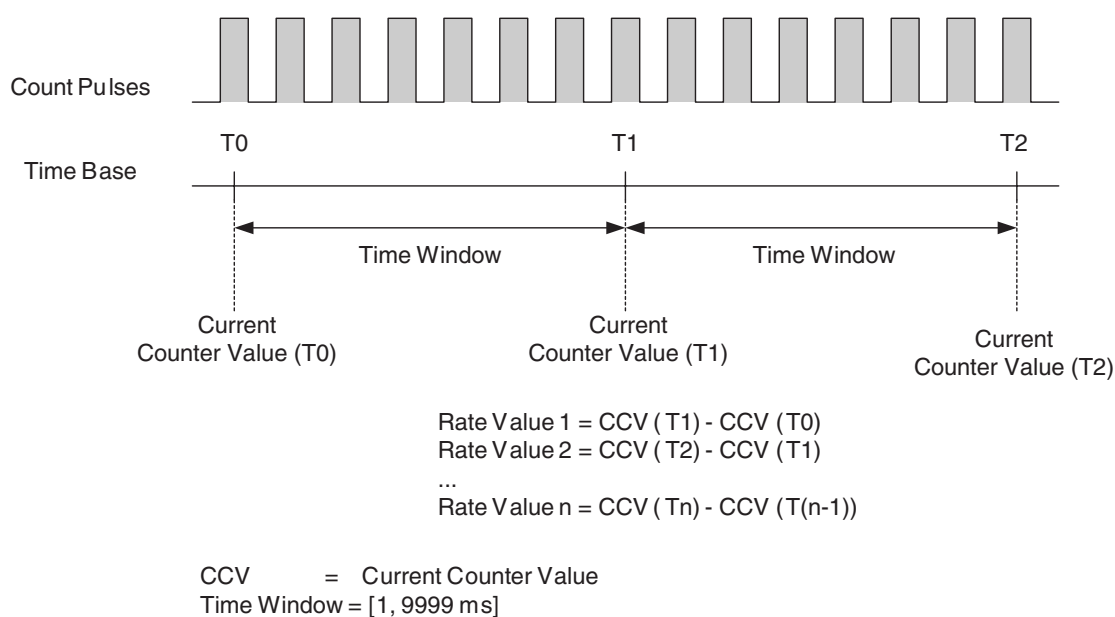 Count Pulses
T0 T1 T2
Time Base
Time Window Time Window
Current
Counter Value (T0)
Current
Counter Value (T1)
Current
Counter Value (T2)
Rate Value 1 = CCV (T1) - CCV (T0)
Rate Value 2 = CCV (T2) - CCV (T1)
...
Rate Value n = CCV (Tn) - CCV (T(n-1))
CCV = Current Counter Value
Time Window = [1, 9999 ms]